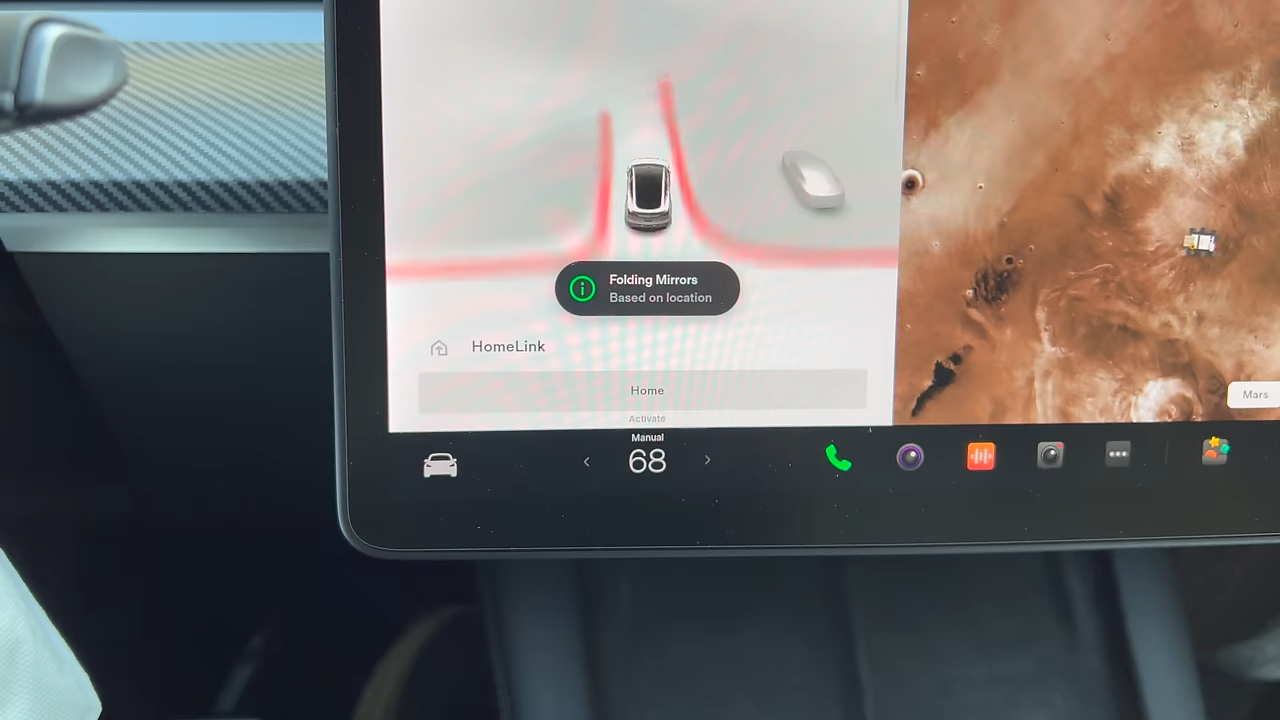 Folding Mirrors
Based on location
HomeLink
Home
Activate
Mars
Manual
68